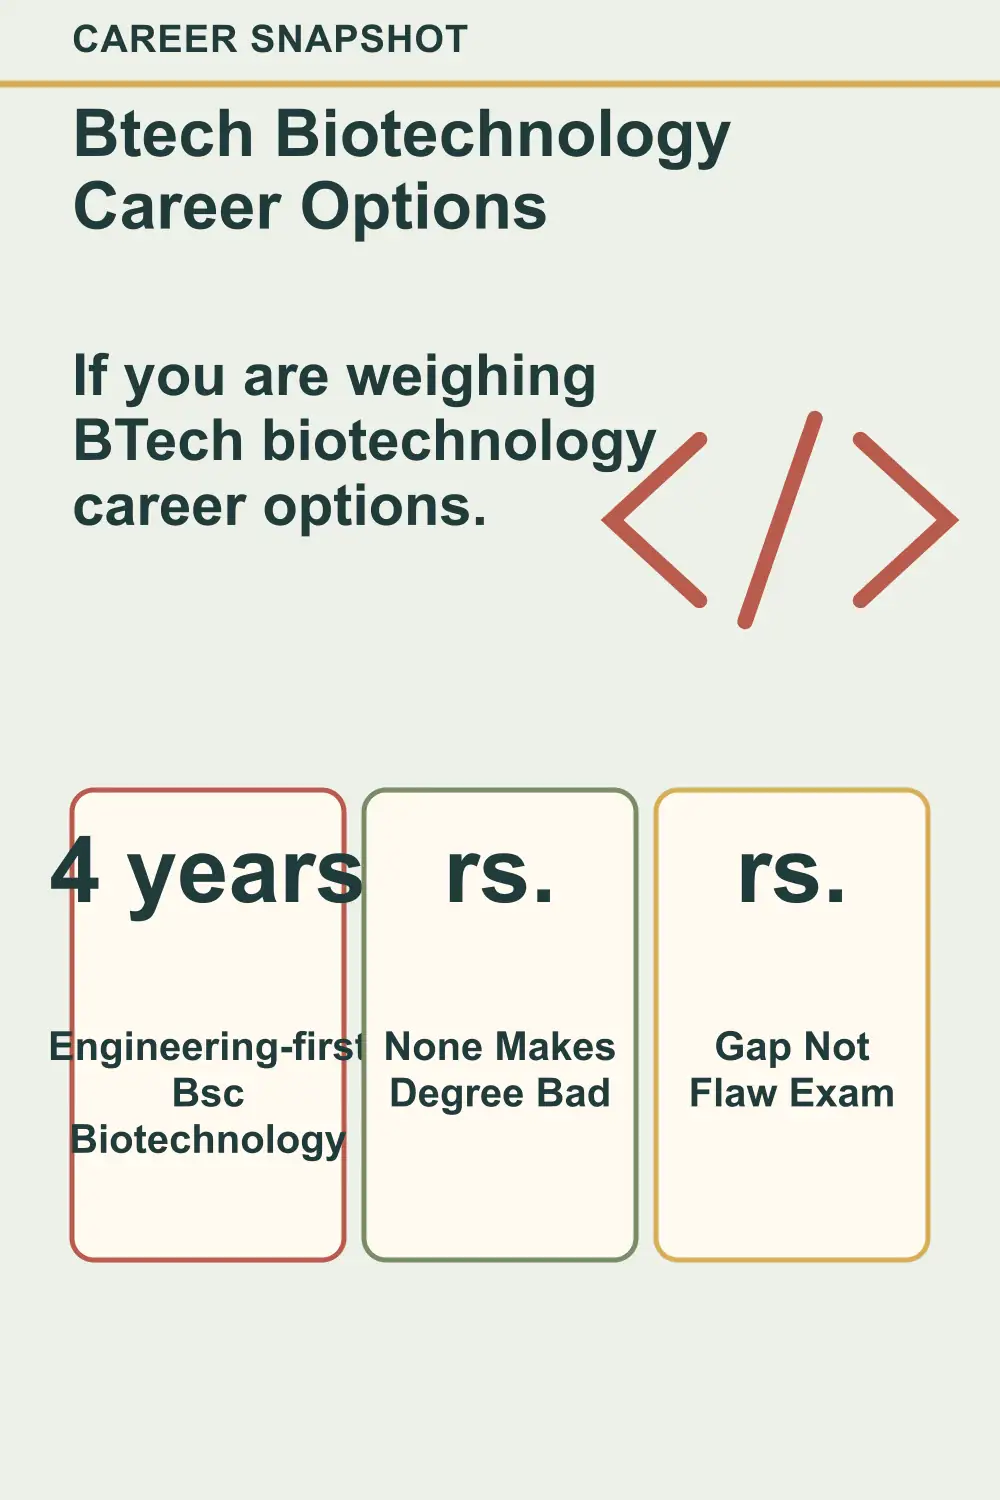 CAREER SNAPSHOT
Btech Biotechnology
Career Options
If you are weighing
BTech biotechnology
career options.
</>
4 years
Engineering-first
Bsc
Biotechnology
rs.
None Makes
Degree Bad
rs.
Gap Not
Flaw Exam